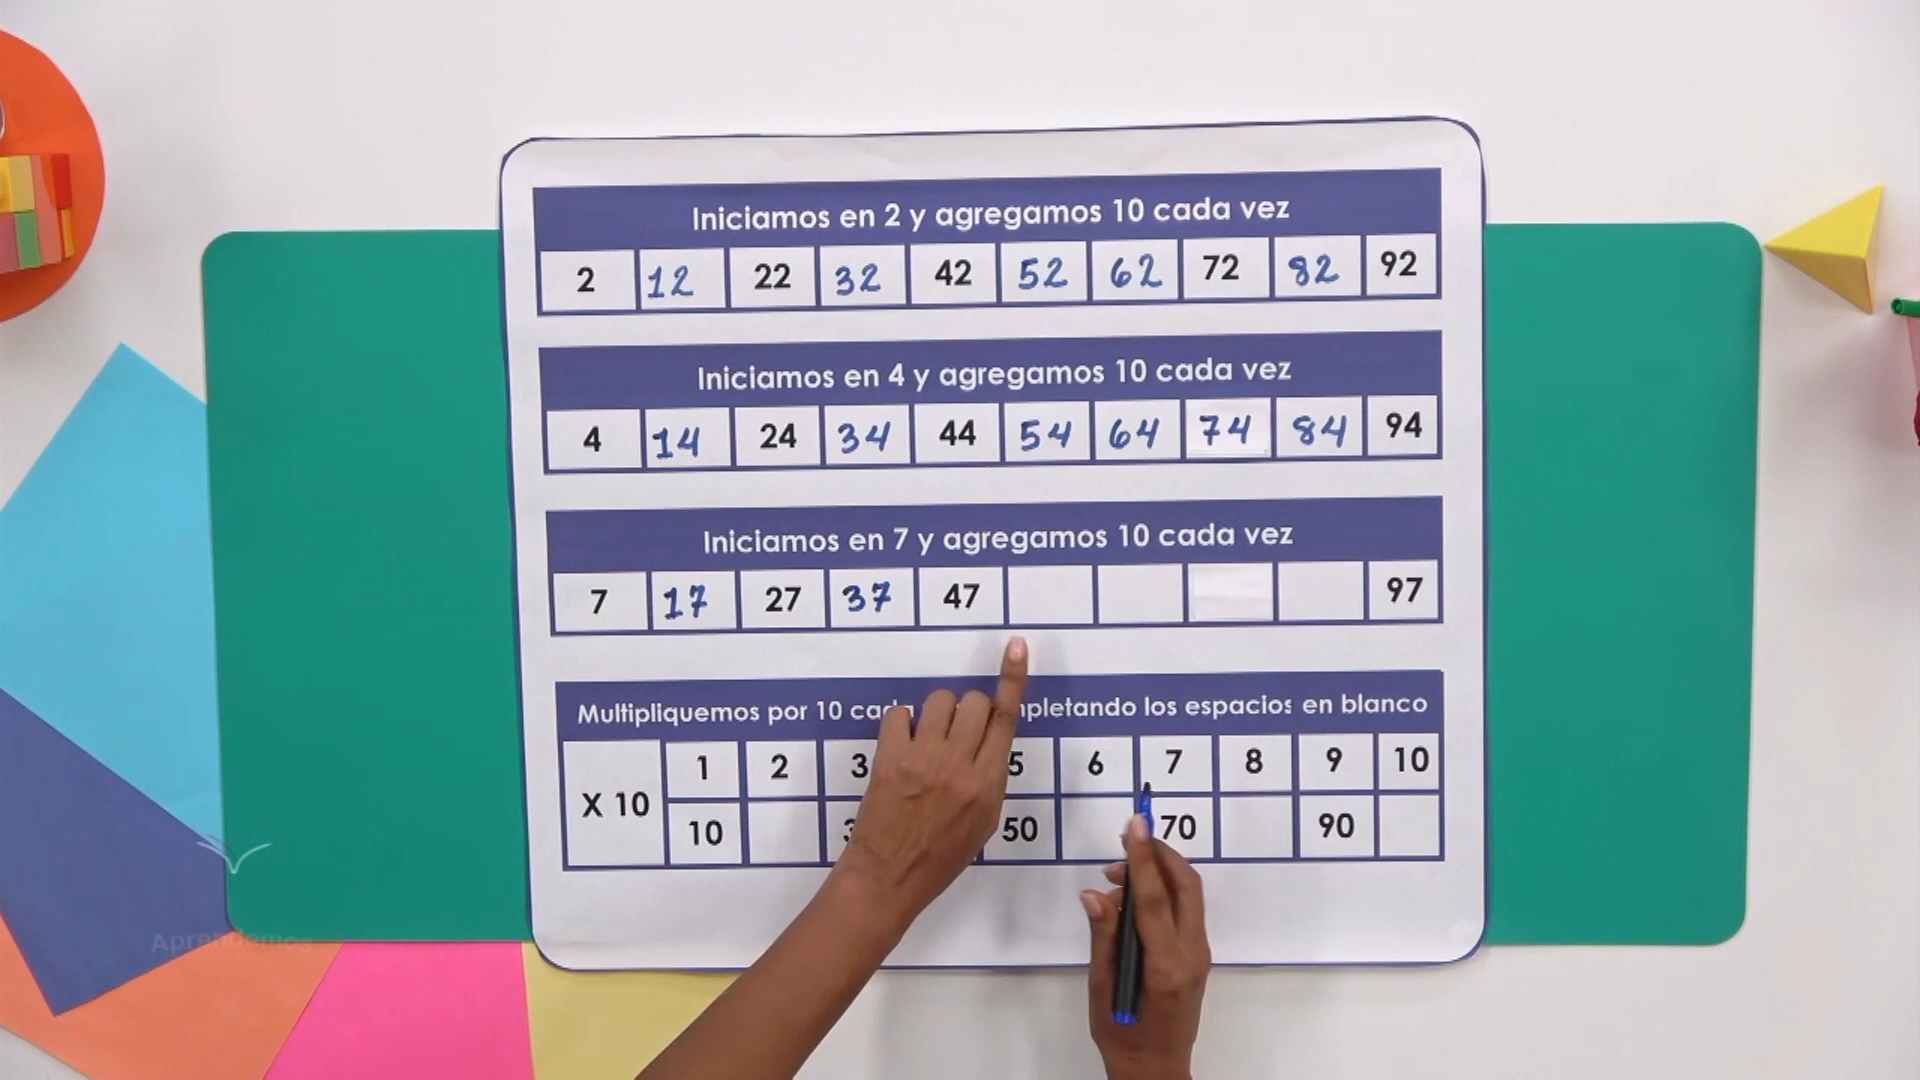 Iniciamos en 2 y agregamos 10 cada vez
2 12 22 32 42 52 62 72 82 92
Iniciamos en 4 y agregamos 10 cada vez
4 14 24 34 44 54 64 74 84 94
Iniciamos en 7 y agregamos 10 cada vez
7 17 27 37 47 97
Multipliquemos por 10 los espacios en blanco
X 10
1 2 3 5 6 7 8 9 10
10 50 70 90
Aprendemos